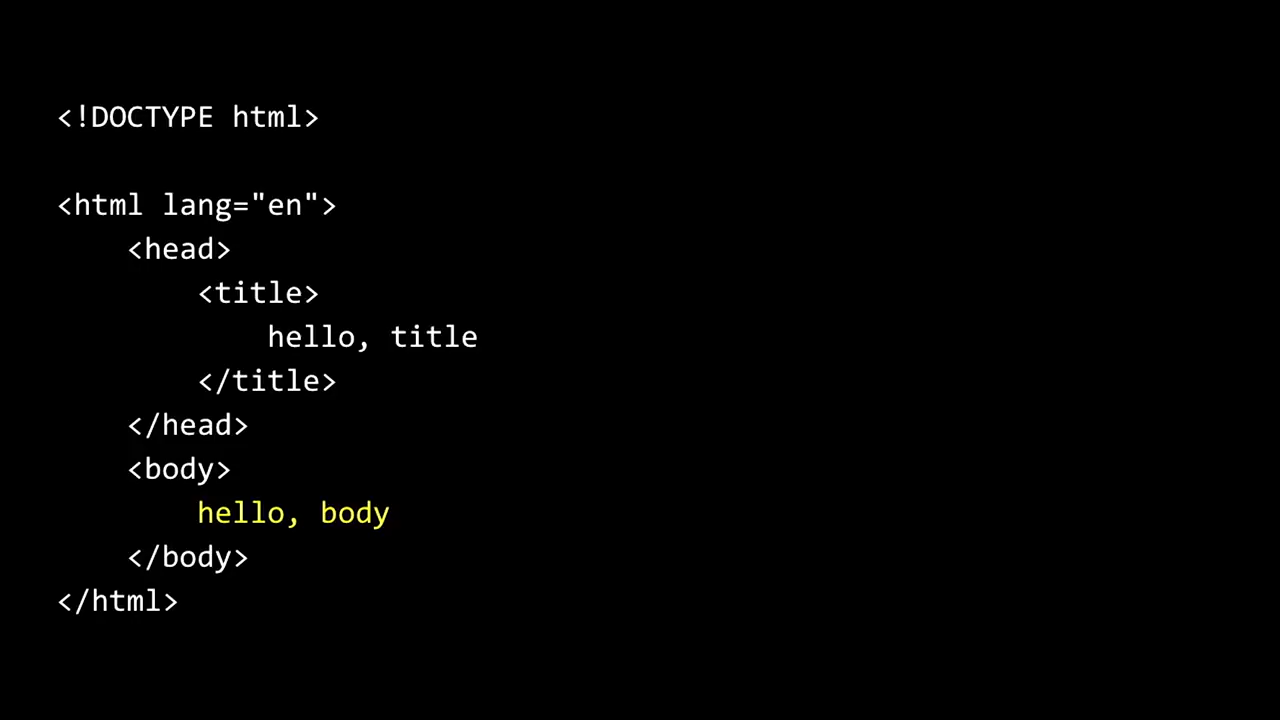 <!DOCTYPE html>
<html lang="en">
<head>
<title>
hello, title
</title>
</head>
<body>
hello, body
</body>
</html>